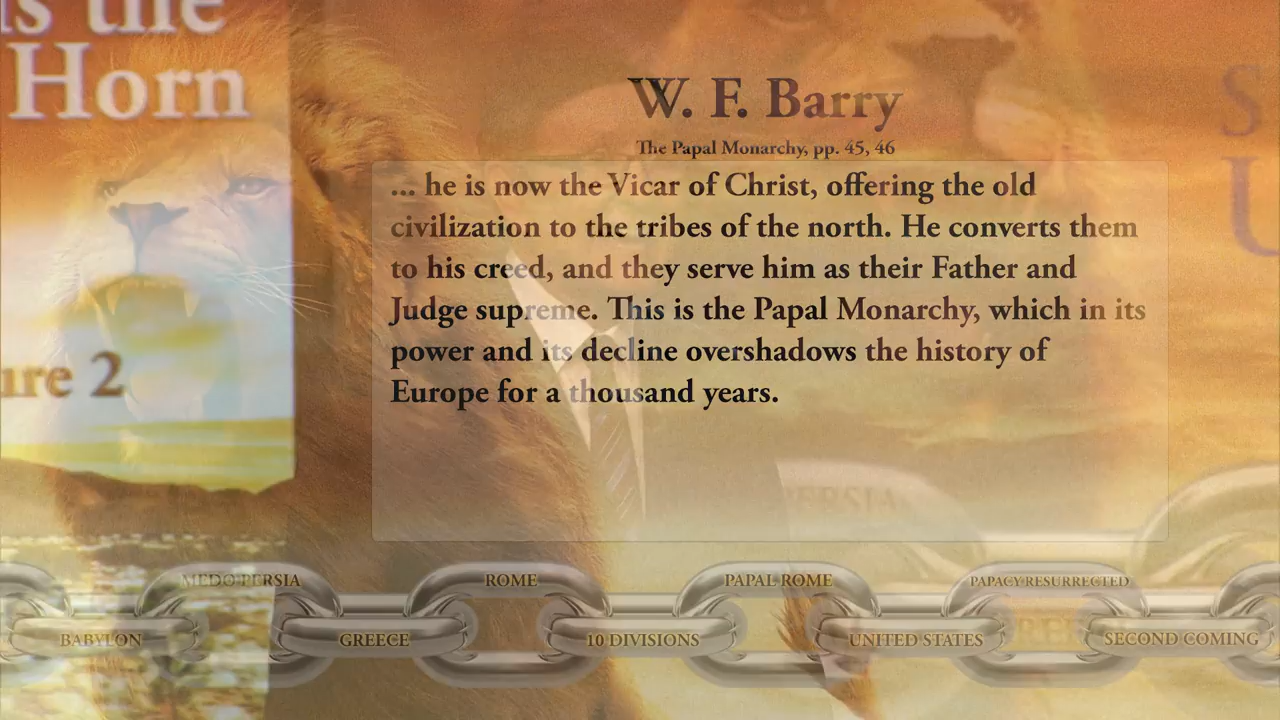 is the
Horn
ure 2
W. F. Barry
The Papal Monarchy, pp. 45, 46
... he is now the Vicar of Christ, offering the old
civilization to the tribes of the north. He converts them
to his creed, and they serve him as their Father and
Judge supreme. This is the Papal Monarchy, which in its
power and its decline overshadows the history of
Europe for a thousand years.
S
U
PERSIA
MEDO PERSIA
ROME
PAPAL ROME
PAPACY RESURRECTED
BABYLON
GREECE
10 DIVISIONS
UNITED STATES
SECOND COMING